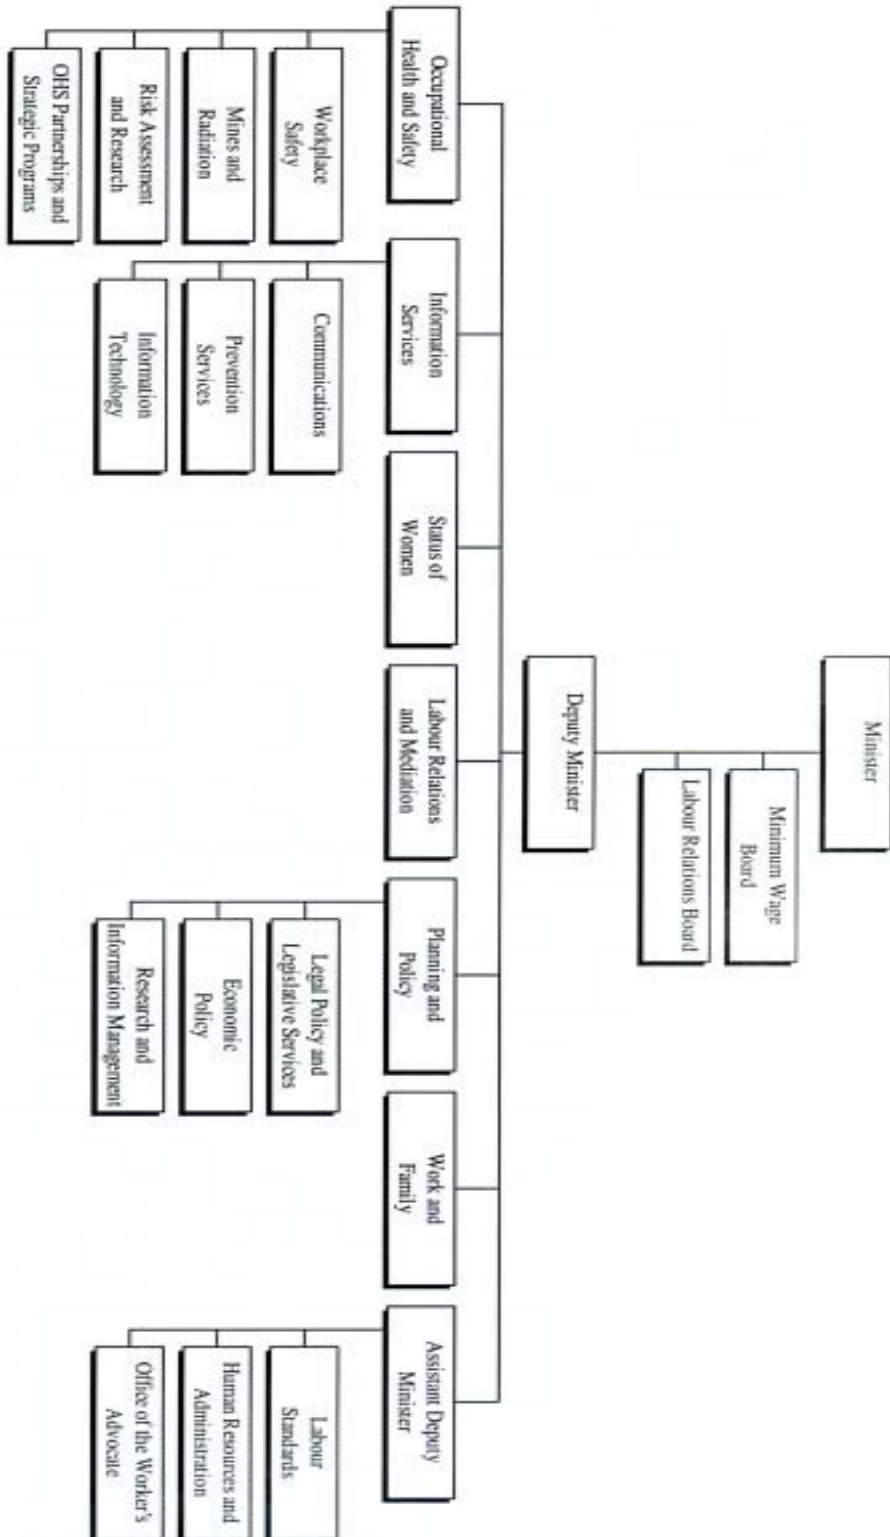 Minister
Minimum Wage
Board
Labour Relations Board
Deputy Minister
Occupational
Health and Safety
Workplace
Safety
Mines and
Radiation
Risk Assessment
and Research
OHS Partnerships and
Strategic Programs
Information
Services
Communications
Prevention
Services
Information
Technology
Status of
Women
Labour Relations
and Mediation
Planning and
Policy
Legal Policy and
Legislative Services
Economic
Policy
Research and
Information Management
Work and
Family
Assistant Deputy
Minister
Labour
Standards
Human Resources and
Administration
Office of the Worker's
Advocate